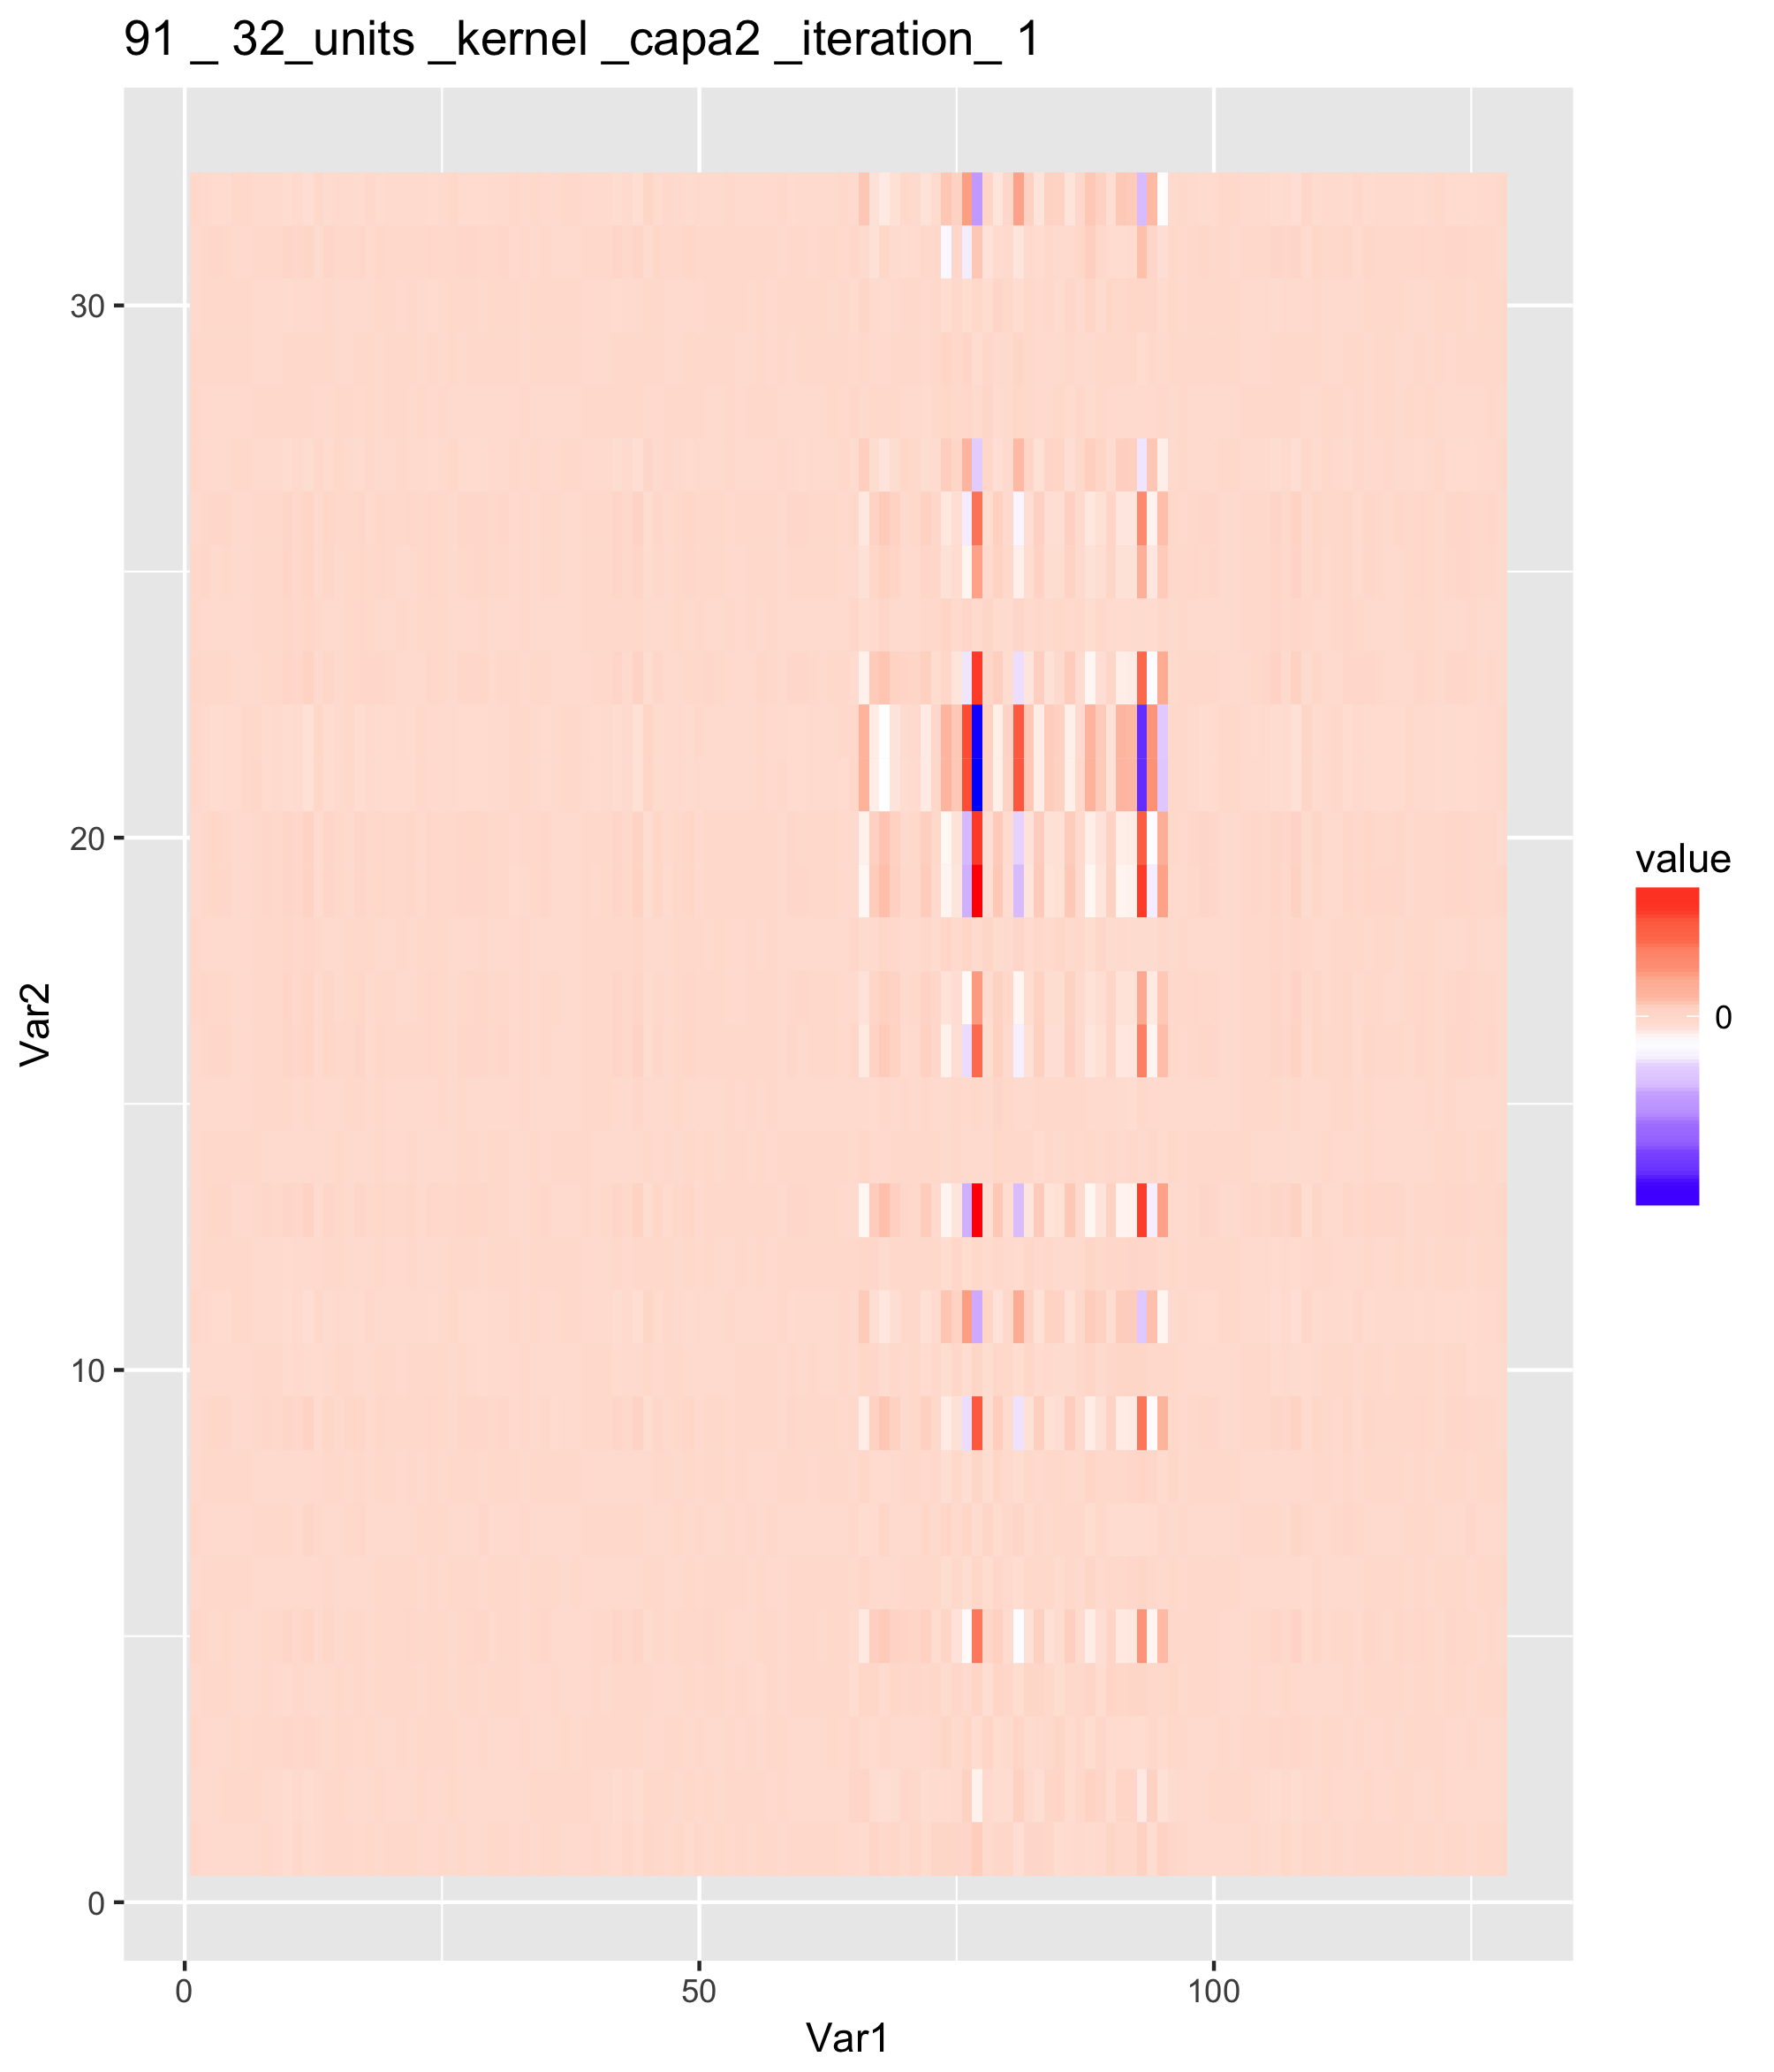 91 _ 32_units _kernel _capa2 _iteration_ 1
30
20
10
0
Var2
0
50
100
Var1
value
0